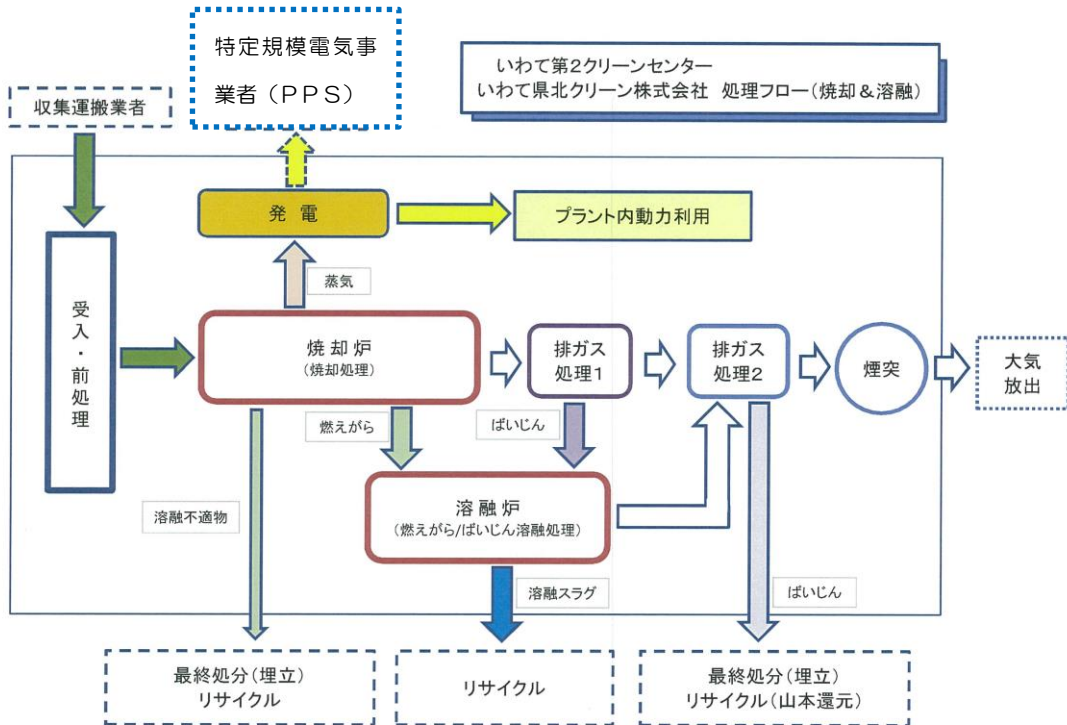 特定規模電気事
業者（ＰＰＳ）
いわて第2クリーンセンター
いわて県北クリーン株式会社 処理フロー(焼却＆溶融)
収集運搬業者
発 電
プラント内動力利用
蒸気
受入・前処理
焼 却 炉
(焼却処理)
排ガス
処理1
排ガス
処理2
煙突
大気
放出
燃えがら
ばいじん
溶融不適物
溶 融 炉
(燃えがら/ばいじん溶融処理)
溶融スラグ
ばいじん
最終処分(埋立)
リサイクル
リサイクル
最終処分(埋立)
リサイクル(山本還元)